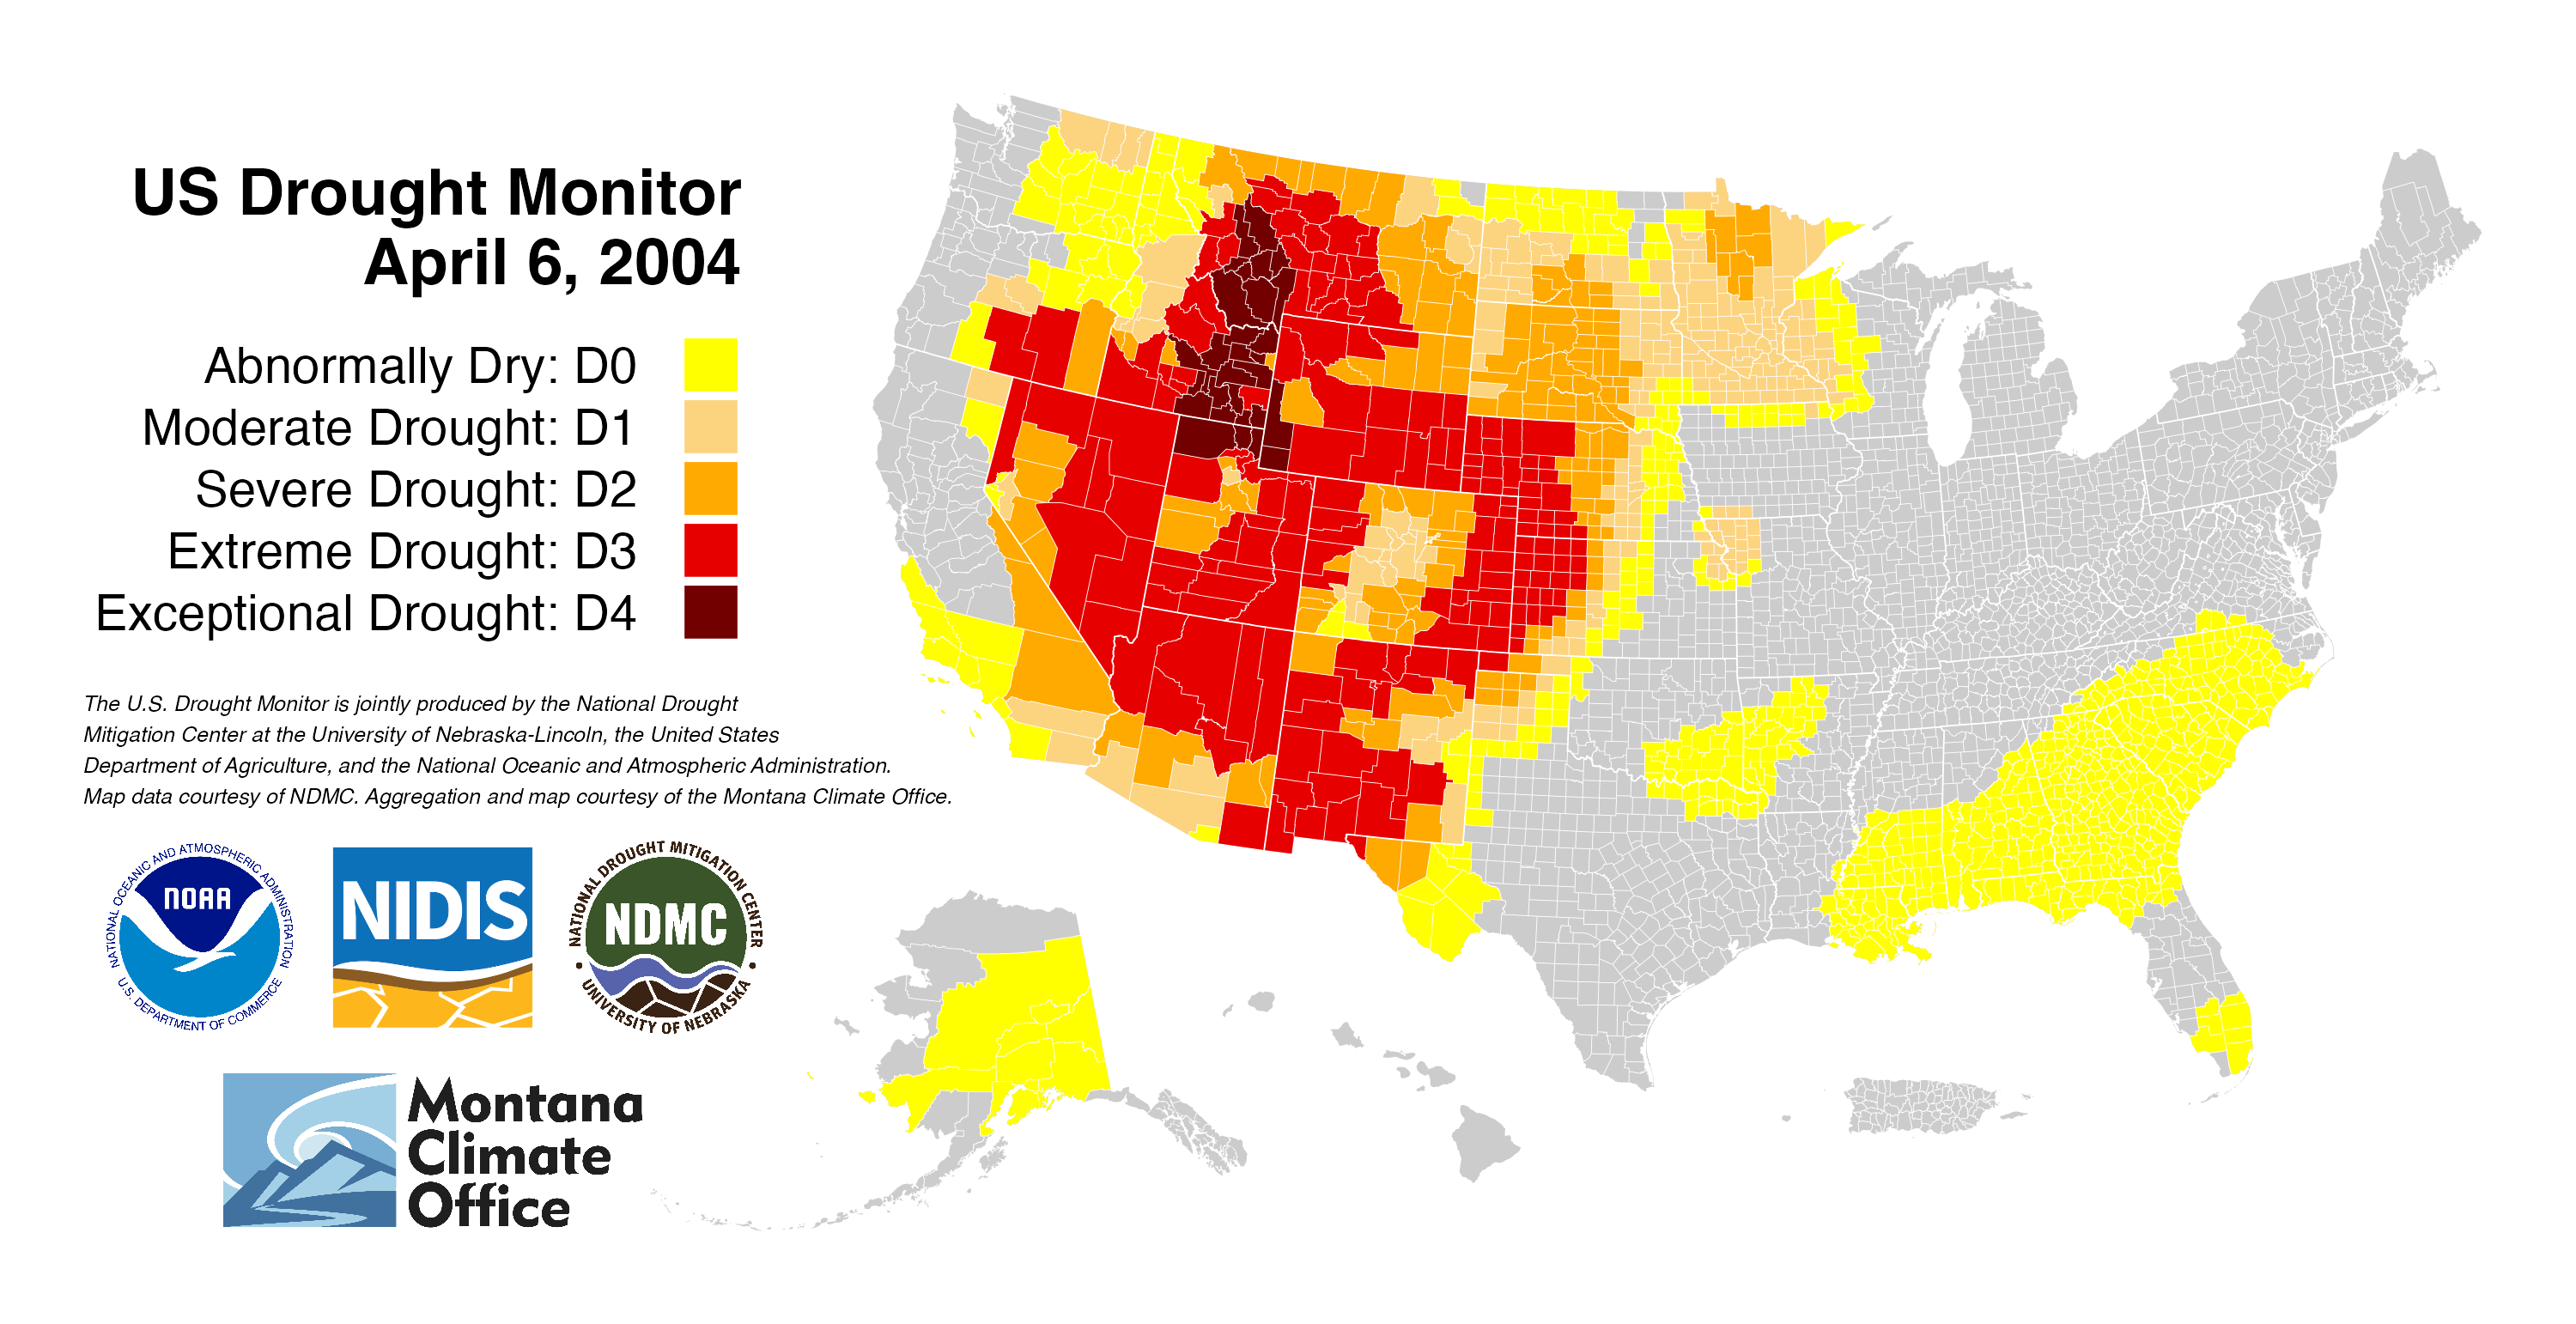 US Drought Monitor
April 6, 2004
Abnormally Dry: D0
Moderate Drought: D1
Severe Drought: D2
Extreme Drought: D3
Exceptional Drought: D4
The U.S. Drought Monitor is jointly produced by the National Drought
Mitigation Center at the University of Nebraska-Lincoln, the United States
Department of Agriculture, and the National Oceanic and Atmospheric Administration.
Map data courtesy of NDMC. Aggregation and map courtesy of the Montana Climate Office.
NATIONAL OCEANIC AND ATMOSPHERIC ADMINISTRATION
NOAA
U.S. DEPARTMENT OF COMMERCE
NIDIS
NATIONAL DROUGHT MITIGATION CENTER
NDMC
UNIVERSITY OF NEBRASKA
Montana
Climate
Office